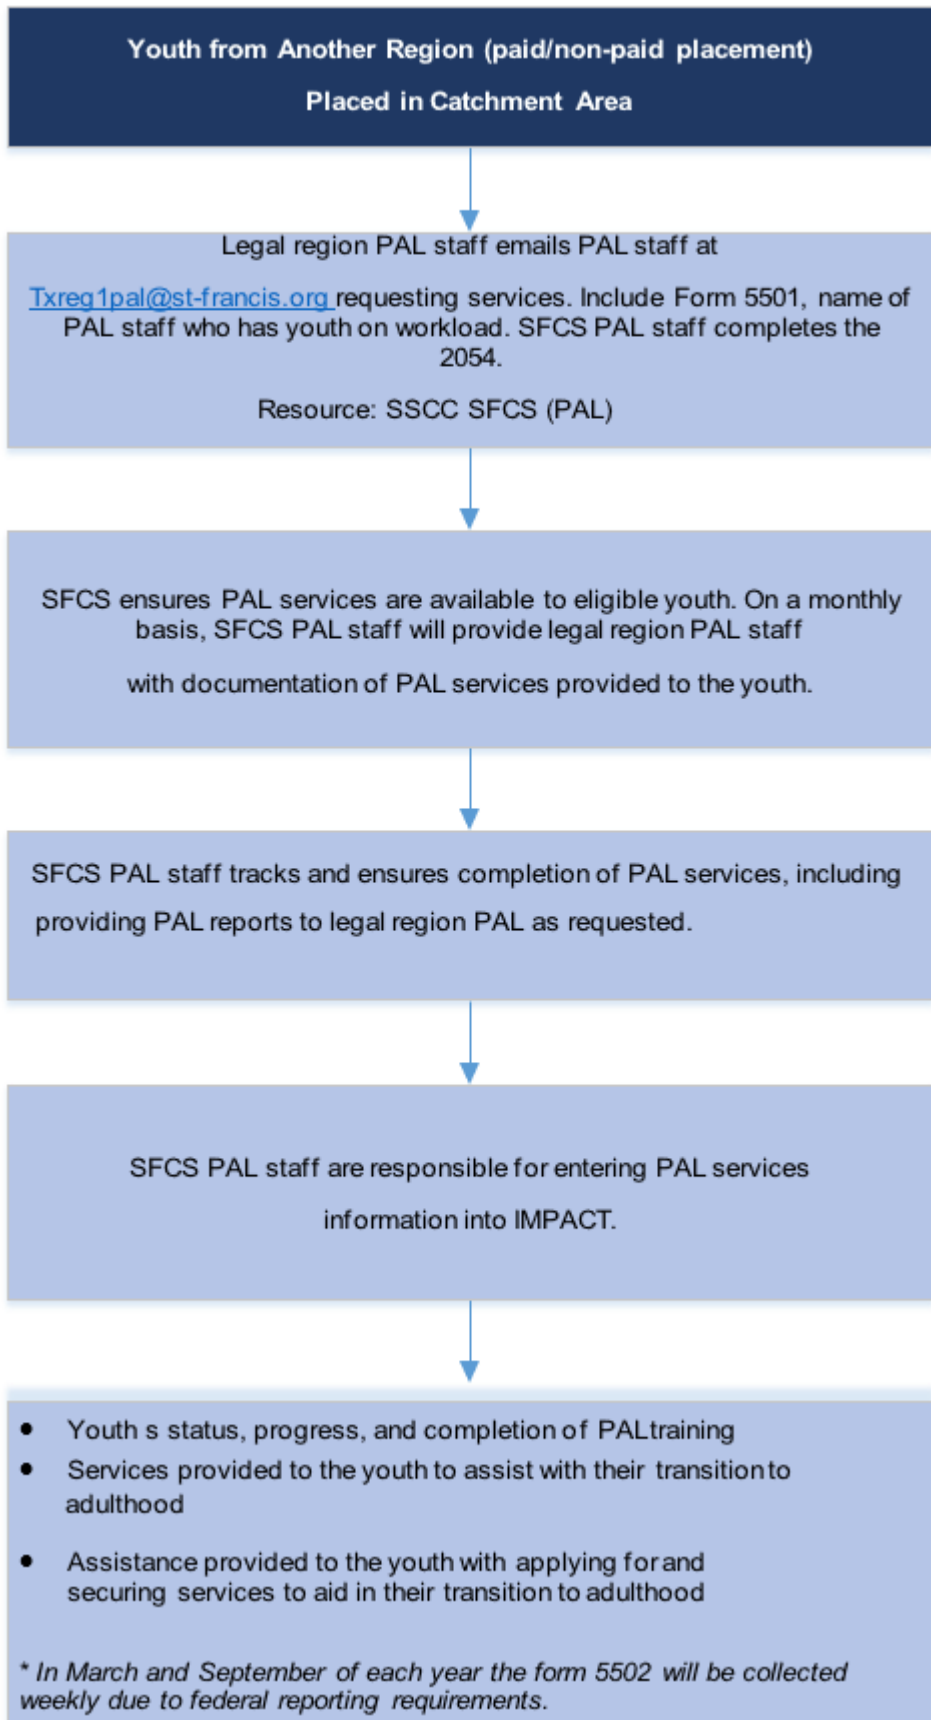 Youth from Another Region (paid/non-paid placement)
Placed in Catchment Area
Legal region PAL staff emails PAL staff at
Txreg1pal@st-francis.org requesting services. Include Form 5501, name of
PAL staff who has youth on workload. SFCS PAL staff completes the
2054.
Resource: SSCC SFCS (PAL)
SFCS ensures PAL services are available to eligible youth. On a monthly
basis, SFCS PAL staff will provide legal region PAL staff
with documentation of PAL services provided to the youth.
SFCS PAL staff tracks and ensures completion of PAL services, including
providing PAL reports to legal region PAL as requested.
SFCS PAL staff are responsible for entering PAL services
information into IMPACT.
• Youth s status, progress, and completion of PALtraining
• Services provided to the youth to assist with their transition to
adulthood
• Assistance provided to the youth with applying for and
securing services to aid in their transition to adulthood
* In March and September of each year the form 5502 will be collected
weekly due to federal reporting requirements.